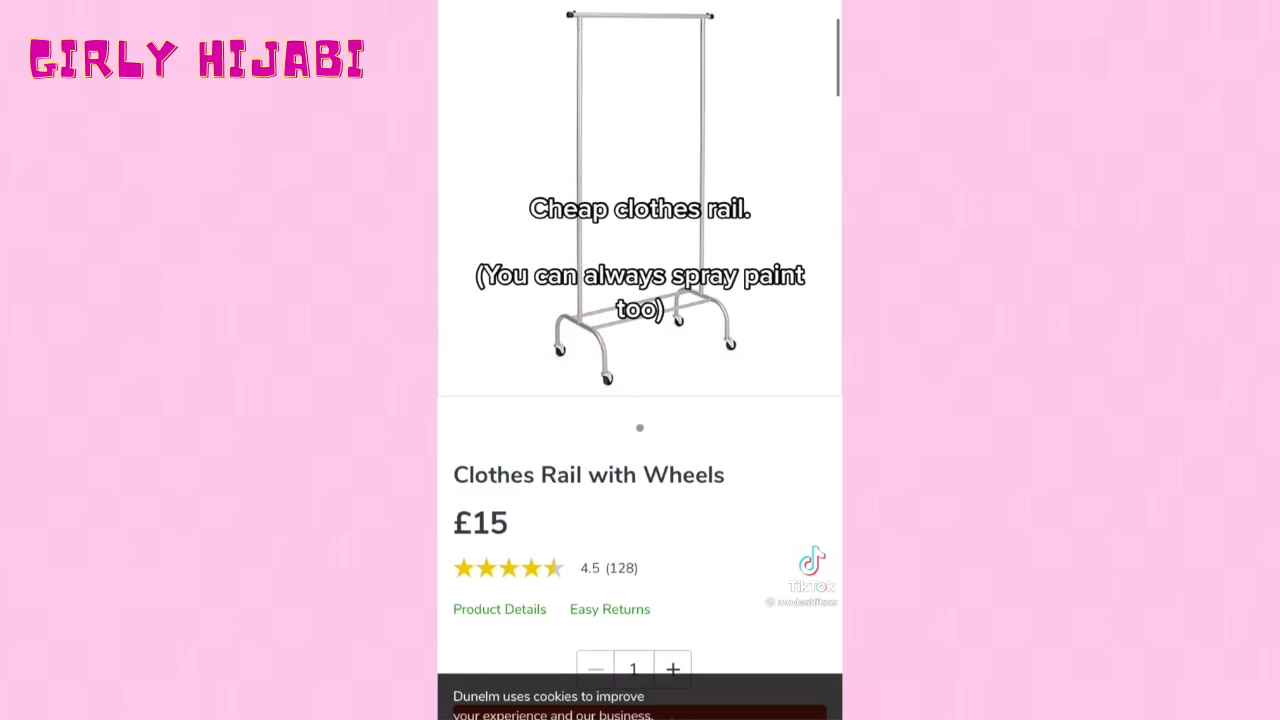 GIRLY HIJABI
Cheap clothes rail.
(You can always spray paint
too)
Clothes Rail with Wheels
£15
4.5 (128)
Product Details Easy Returns
1
TikTok
Dunelm uses cookies to improve
your experience and our business.